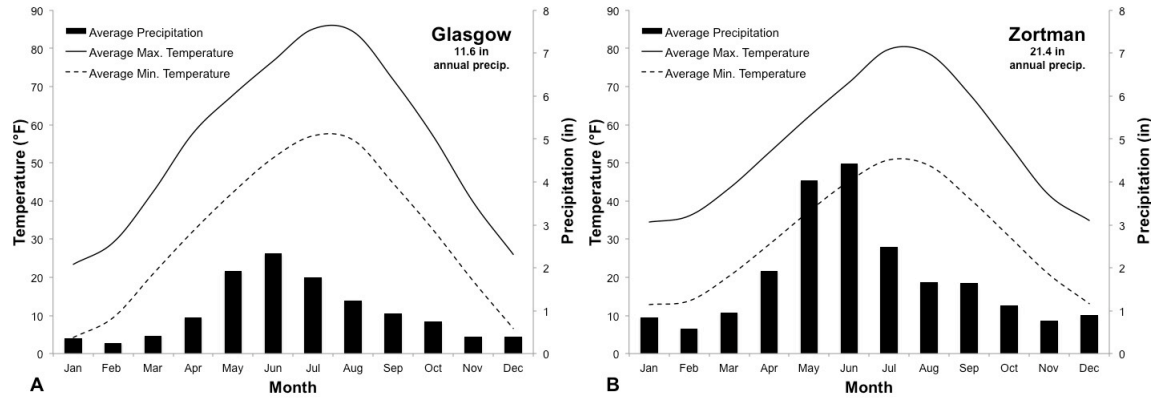 Glasgow
11.6 in
annual precip.
Average Precipitation
Average Max. Temperature
Average Min. Temperature
Temperature (°F)
90
80
70
60
50
40
30
20
10
0
Precipitation (in)
8
7
6
5
4
3
2
1
0
Jan Feb Mar Apr May Jun Jul Aug Sep Oct Nov Dec
Month
A
Zortman
21.4 in
annual precip.
Average Precipitation
Average Max. Temperature
Average Min. Temperature
Temperature (°F)
90
80
70
60
50
40
30
20
10
0
Precipitation (in)
8
7
6
5
4
3
2
1
0
Jan Feb Mar Apr May Jun Jul Aug Sep Oct Nov Dec
Month
B